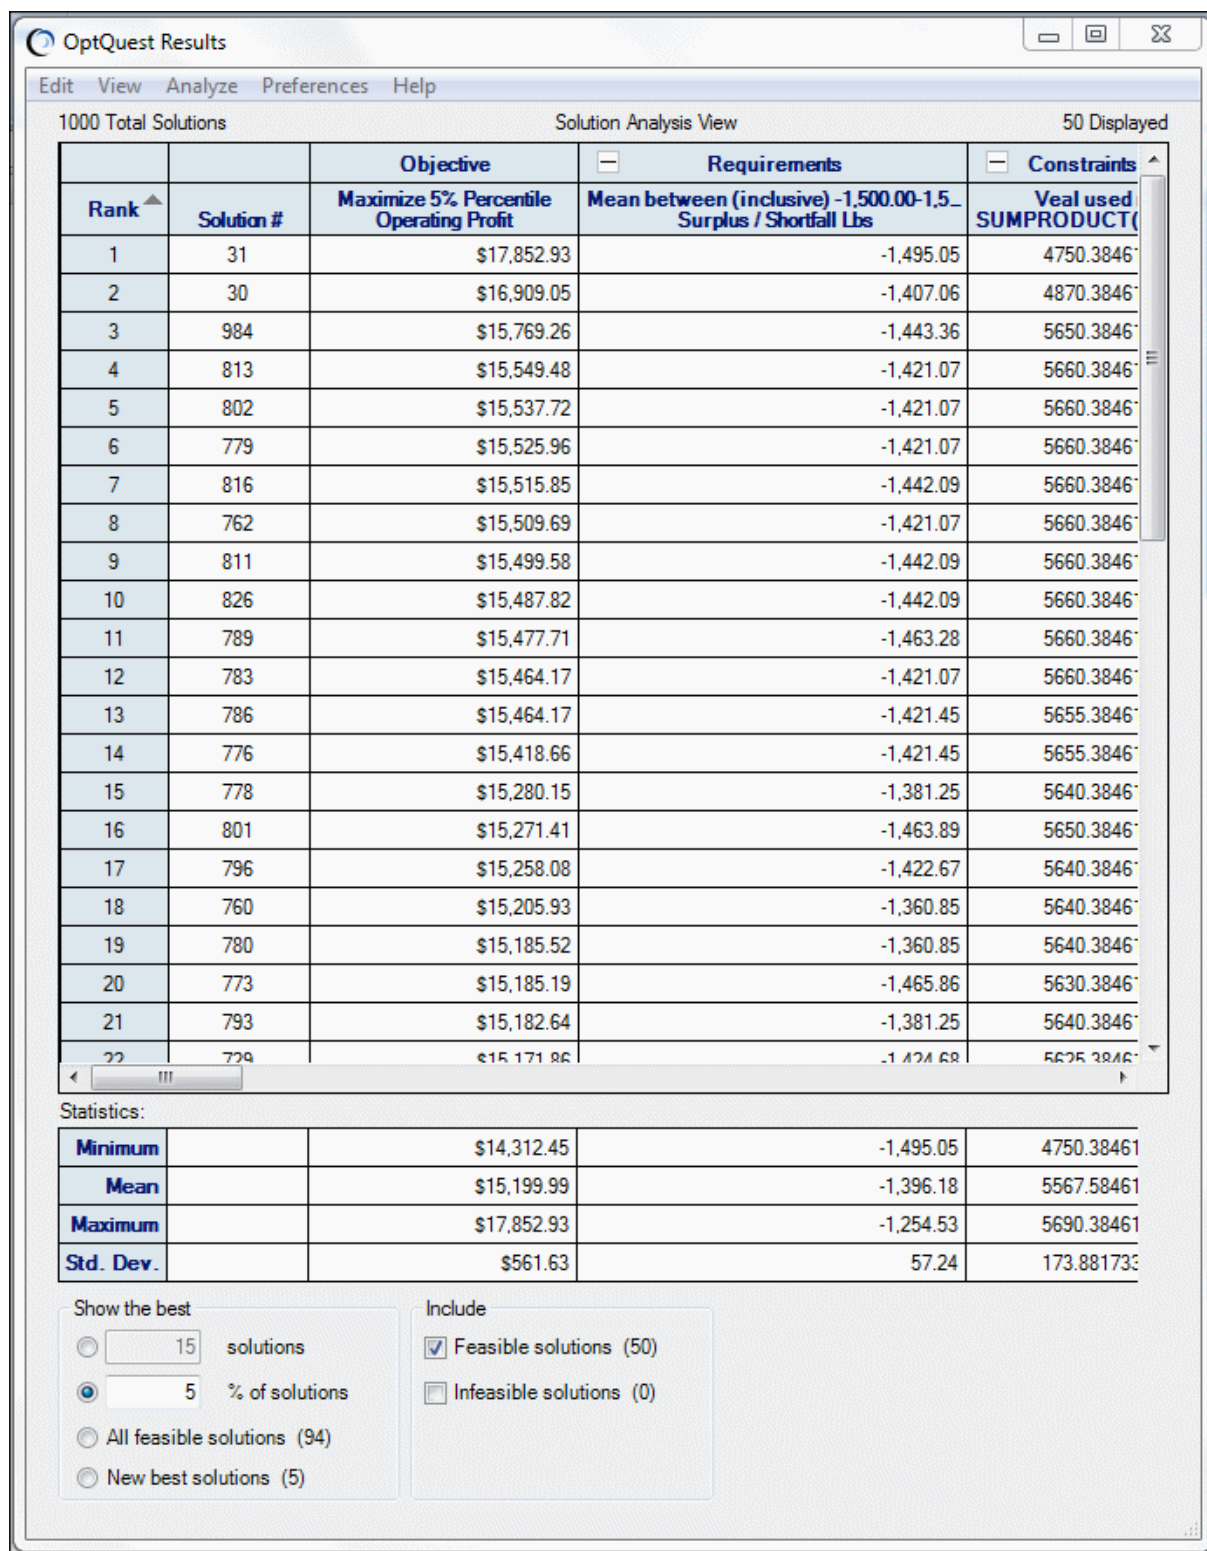 OptQuest Results
Edit View Analyze Preferences Help
1000 Total Solutions Solution Analysis View 50 Displayed
Objective Requirements Constraints
Rank Solution # Maximize 5% Percentile Operating Profit Mean between (inclusive) -1,500.00-1,5_ Surplus / Shortfall Lbs Veal used SUMPRODUCT(
1 31 $17,852.93 -1,495.05 4750.3846
2 30 $16,909.05 -1,407.06 4870.3846
3 984 $15,769.26 -1,443.36 5650.3846
4 813 $15,549.48 -1,421.07 5660.3846
5 802 $15,537.72 -1,421.07 5660.3846
6 779 $15,525.96 -1,421.07 5660.3846
7 816 $15,515.85 -1,442.09 5660.3846
8 762 $15,509.69 -1,421.07 5660.3846
9 811 $15,499.58 -1,442.09 5660.3846
10 826 $15,487.82 -1,442.09 5660.3846
11 789 $15,477.71 -1,463.28 5660.3846
12 783 $15,464.17 -1,421.07 5660.3846
13 786 $15,464.17 -1,421.45 5655.3846
14 776 $15,418.66 -1,421.45 5655.3846
15 778 $15,280.15 -1,381.25 5640.3846
16 801 $15,271.41 -1,463.89 5650.3846
17 796 $15,258.08 -1,422.67 5640.3846
18 760 $15,205.93 -1,360.85 5640.3846
19 780 $15,185.52 -1,360.85 5640.3846
20 773 $15,185.19 -1,465.86 5630.3846
21 793 $15,182.64 -1,381.25 5640.3846
22 729 $15,171.86 -1,424.68 5625.3846
Statistics:
Minimum $14,312.45 -1,495.05 4750.38461
Mean $15,199.99 -1,396.18 5567.58461
Maximum $17,852.93 -1,254.53 5690.38461
Std. Dev. $561.63 57.24 173.881733
Show the best Include
15 solutions Feasible solutions (50)
5 % of solutions Infeasible solutions (0)
All feasible solutions (94)
New best solutions (5)